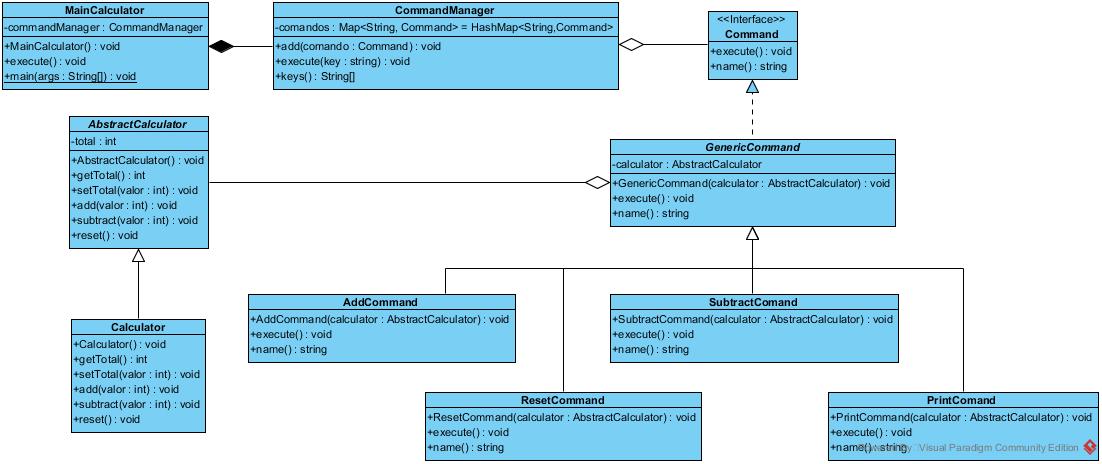 MainCalculator
-commandManager : CommandManager
+MainCalculator() : void
+execute() : void
+main(args : String[]) : void
CommandManager
-comandos : Map<String, Command> = HashMap<String,Command>
+add(comando : Command) : void
+execute(key : string) : void
+keys() : String[]
<<Interface>>
Command
+execute() : void
+name() : string
AbstractCalculator
-total : int
+AbstractCalculator() : void
+getTotal() : int
+setTotal(valor : int) : void
+add(valor : int) : void
+subtract(valor : int) : void
+reset() : void
GenericCommand
-calculator : AbstractCalculator
+GenericCommand(calculator : AbstractCalculator) : void
+execute() : void
+name() : string
Calculator
+Calculator() : void
+getTotal() : int
+setTotal(valor : int) : void
+add(valor : int) : void
+subtract(valor : int) : void
+reset() : void
AddCommand
+AddCommand(calculator : AbstractCalculator) : void
+execute() : void
+name() : string
SubtractComand
+SubtractCommand(calculator : AbstractCalculator) : void
+execute() : void
+name() : string
ResetCommand
+ResetCommand(calculator : AbstractCalculator) : void
+execute() : void
+name() : string
PrintComand
+PrintCommand(calculator : AbstractCalculator) : void
+execute() : void
+name() : string
Powered By Visual Paradigm Community Edition